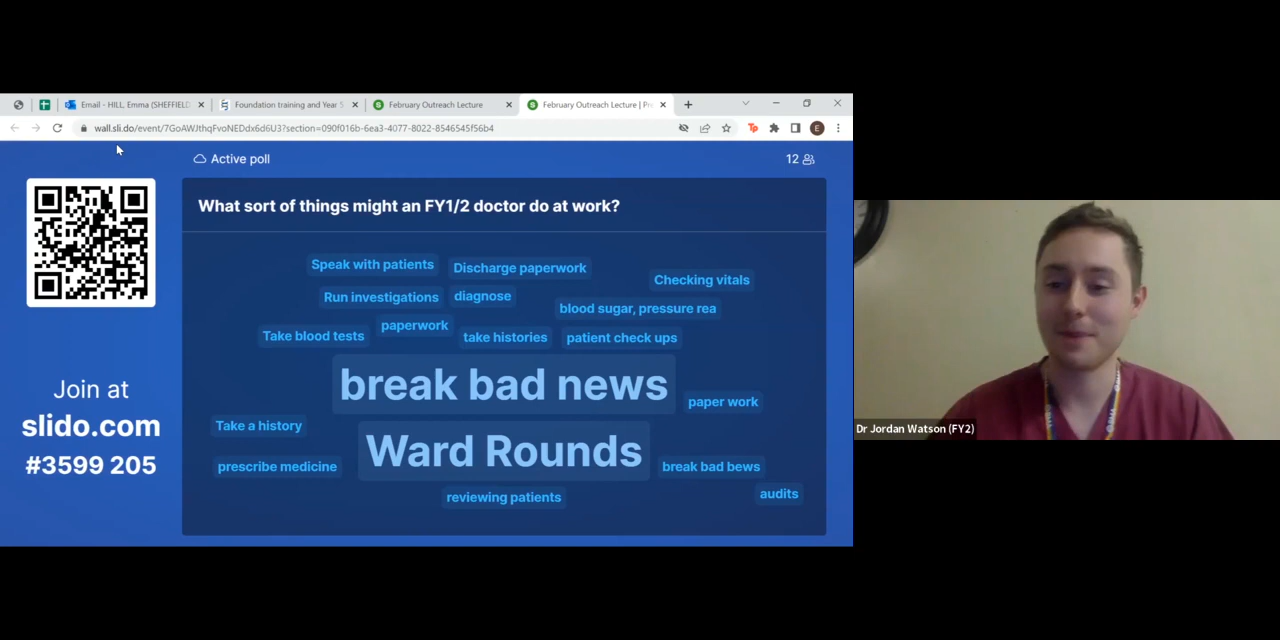 Email - HILL, Emma (SHEFFIELD
Foundation training and Year 5
February Outreach Lecture
February Outreach Lecture | Pr
wall.sli.do/event/7GoAWJthqFvoNEDdx6d6U3?section=090f016b-6ea3-4077-8022-8546545f56b4
Tp
E
Active poll
12
What sort of things might an FY1/2 doctor do at work?
Speak with patients
Discharge paperwork
Checking vitals
Run investigations
diagnose
blood sugar, pressure rea
Take blood tests
paperwork
take histories
patient check ups
break bad news
paper work
Take a history
Ward Rounds
prescribe medicine
break bad bews
reviewing patients
audits
Join at
slido.com
#3599 205
Dr Jordan Watson (FY2)